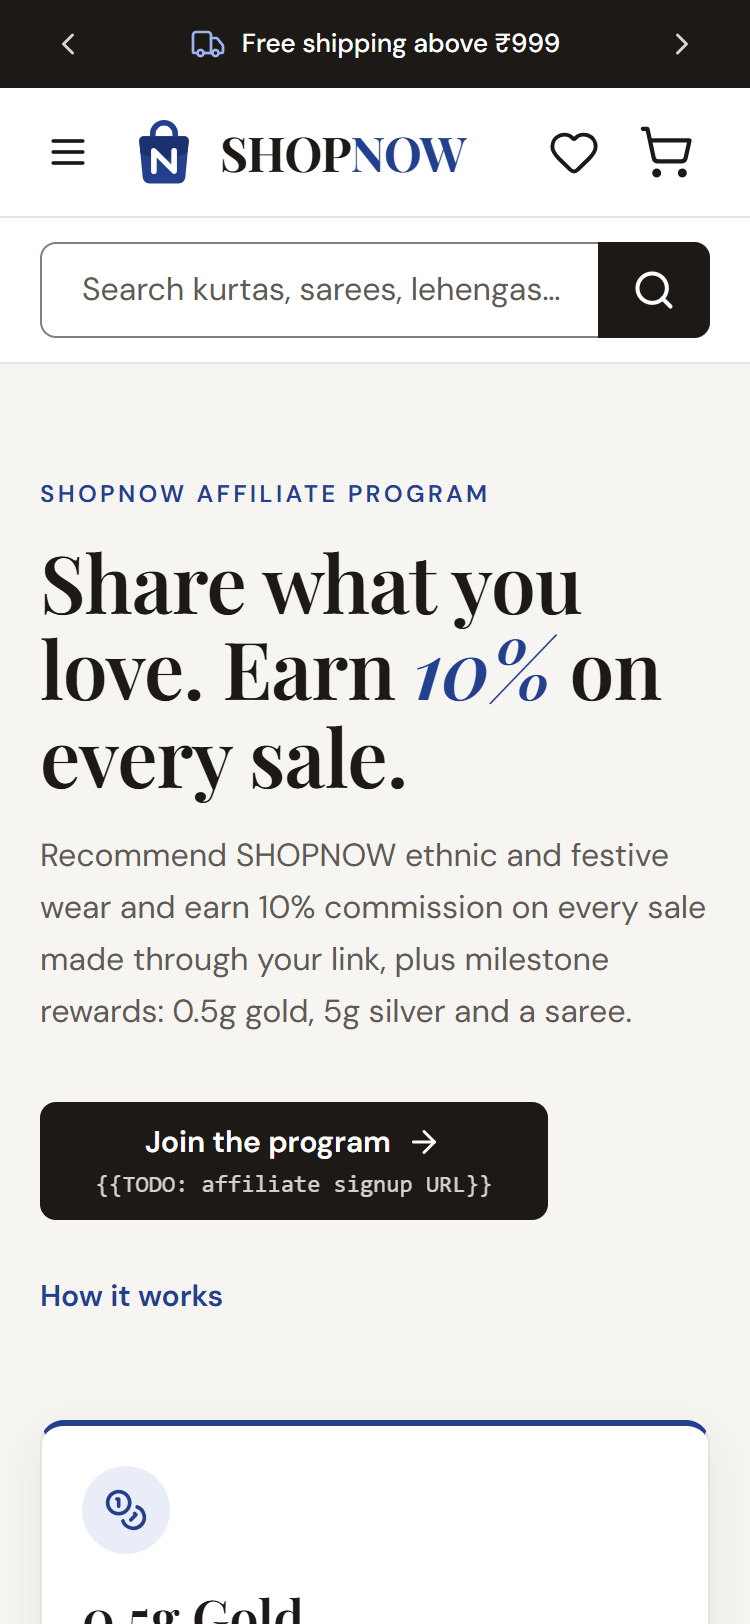 Free shipping above ₹999
N
SHOPNOW
Search kurtas, sarees, lehengas...
SHOPNOW AFFILIATE PROGRAM
Share what you
love. Earn 10% on
every sale.
Recommend SHOPNOW ethnic and festive
wear and earn 10% commission on every sale
made through your link, plus milestone
rewards: 0.5g gold, 5g silver and a saree.
Join the program →
{{TODO: affiliate signup URL}}
How it works
0.5g Gold